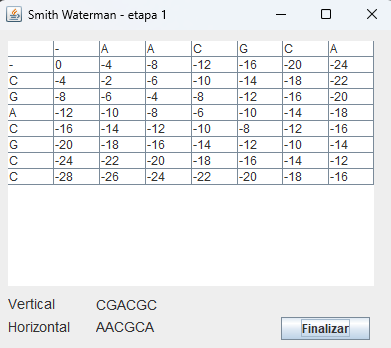 Smith Waterman - etapa 1
- A A C G C A
- 0 -4 -8 -12 -16 -20 -24
C -4 -2 -6 -10 -14 -18 -22
G -8 -6 -4 -8 -12 -16 -20
A -12 -10 -8 -6 -10 -14 -18
C -16 -14 -12 -10 -8 -12 -16
G -20 -18 -16 -14 -12 -10 -14
C -24 -22 -20 -18 -16 -14 -12
C -28 -26 -24 -22 -20 -18 -16
Vertical CGACGC
Horizontal AACGCA
Finalizar